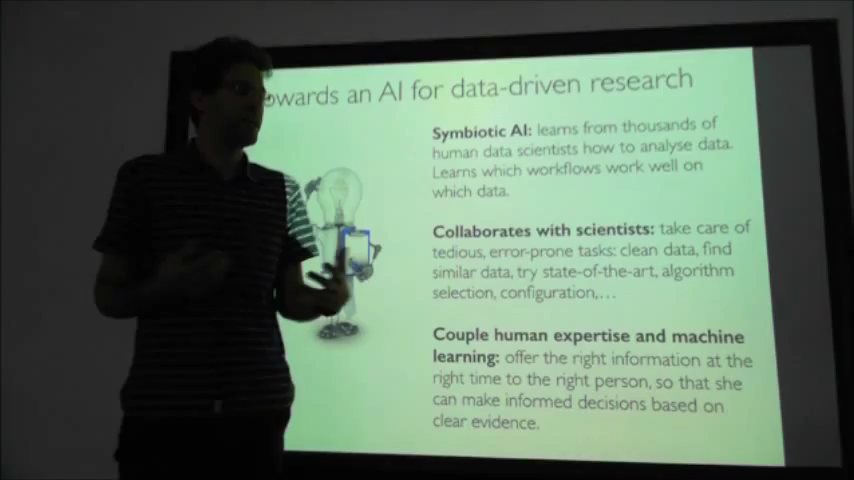 owards an AI for data-driven research
Symbiotic AI: learns from thousands of
human data scientists how to analyse data.
Learns which workflows work well on
which data.
Collaborates with scientists: take care of
tedious, error-prone tasks: clean data, find
similar data, try state-of-the-art, algorithm
selection, configuration,...
Couple human expertise and machine
learning: offer the right information at the
right time to the right person, so that she
can make informed decisions based on
clear evidence.